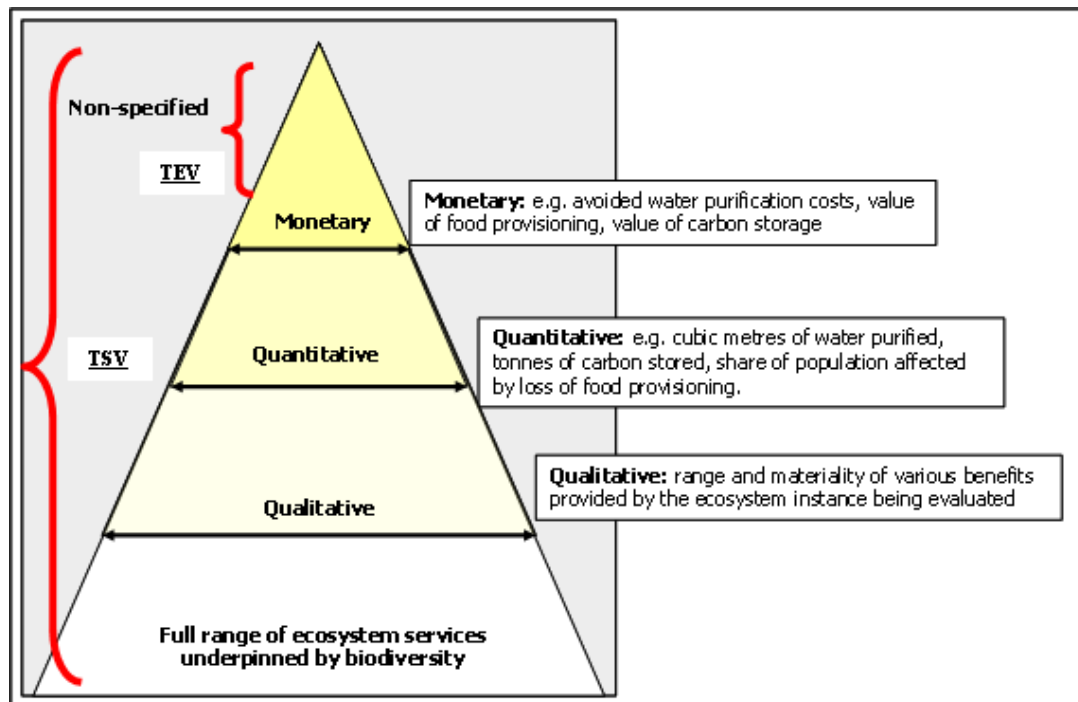 Non-specified
TEV
Monetary
Monetary: e.g. avoided water purification costs, value
of food provisioning, value of carbon storage
TSV
Quantitative
Quantitative: e.g. cubic metres of water purified,
tonnes of carbon stored, share of population affected
by loss of food provisioning.
Qualitative
Qualitative: range and materiality of various benefits
provided by the ecosystem instance being evaluated
Full range of ecosystem services
underpinned by biodiversity